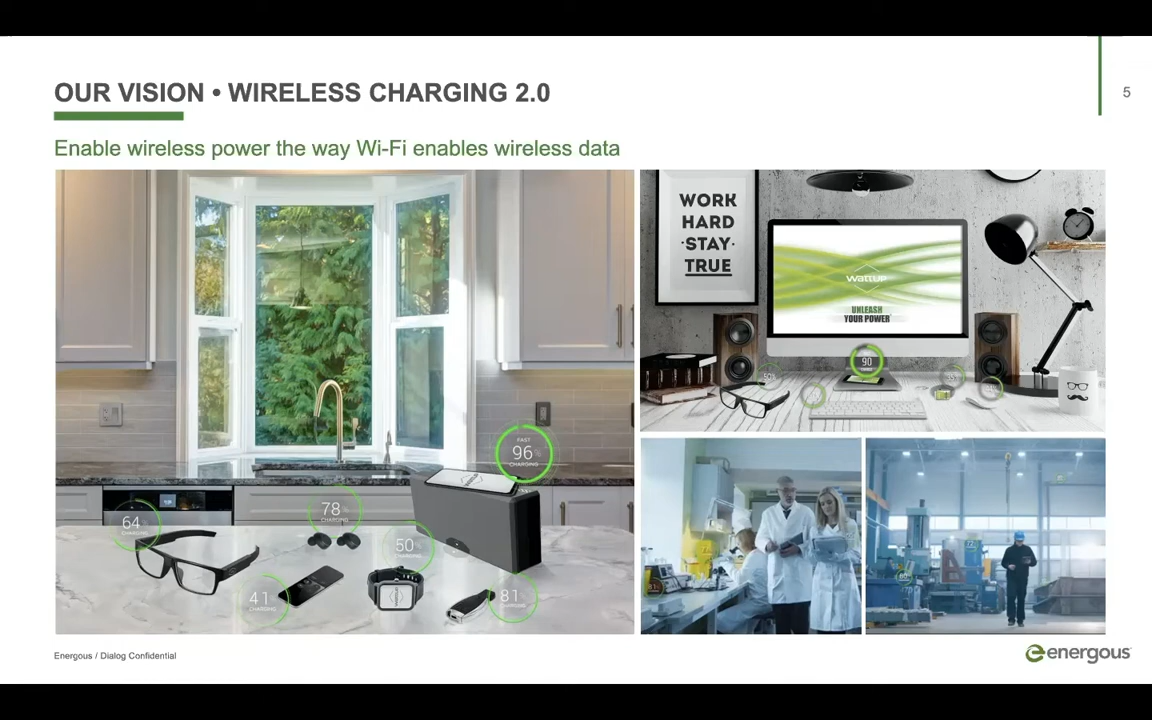 OUR VISION • WIRELESS CHARGING 2.0
5
Enable wireless power the way Wi-Fi enables wireless data
WORK
HARD
·STAY·
TRUE
WattUP
UNLEASH
YOUR POWER
90
FAST
96%
CHARGING
64
78
CHARGING
50
CHARGING
41
CHARGING
81
CHARGING
Energous / Dialog Confidential
energous